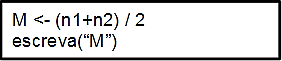 M <- (n1+n2) / 2
escreva(“M”)